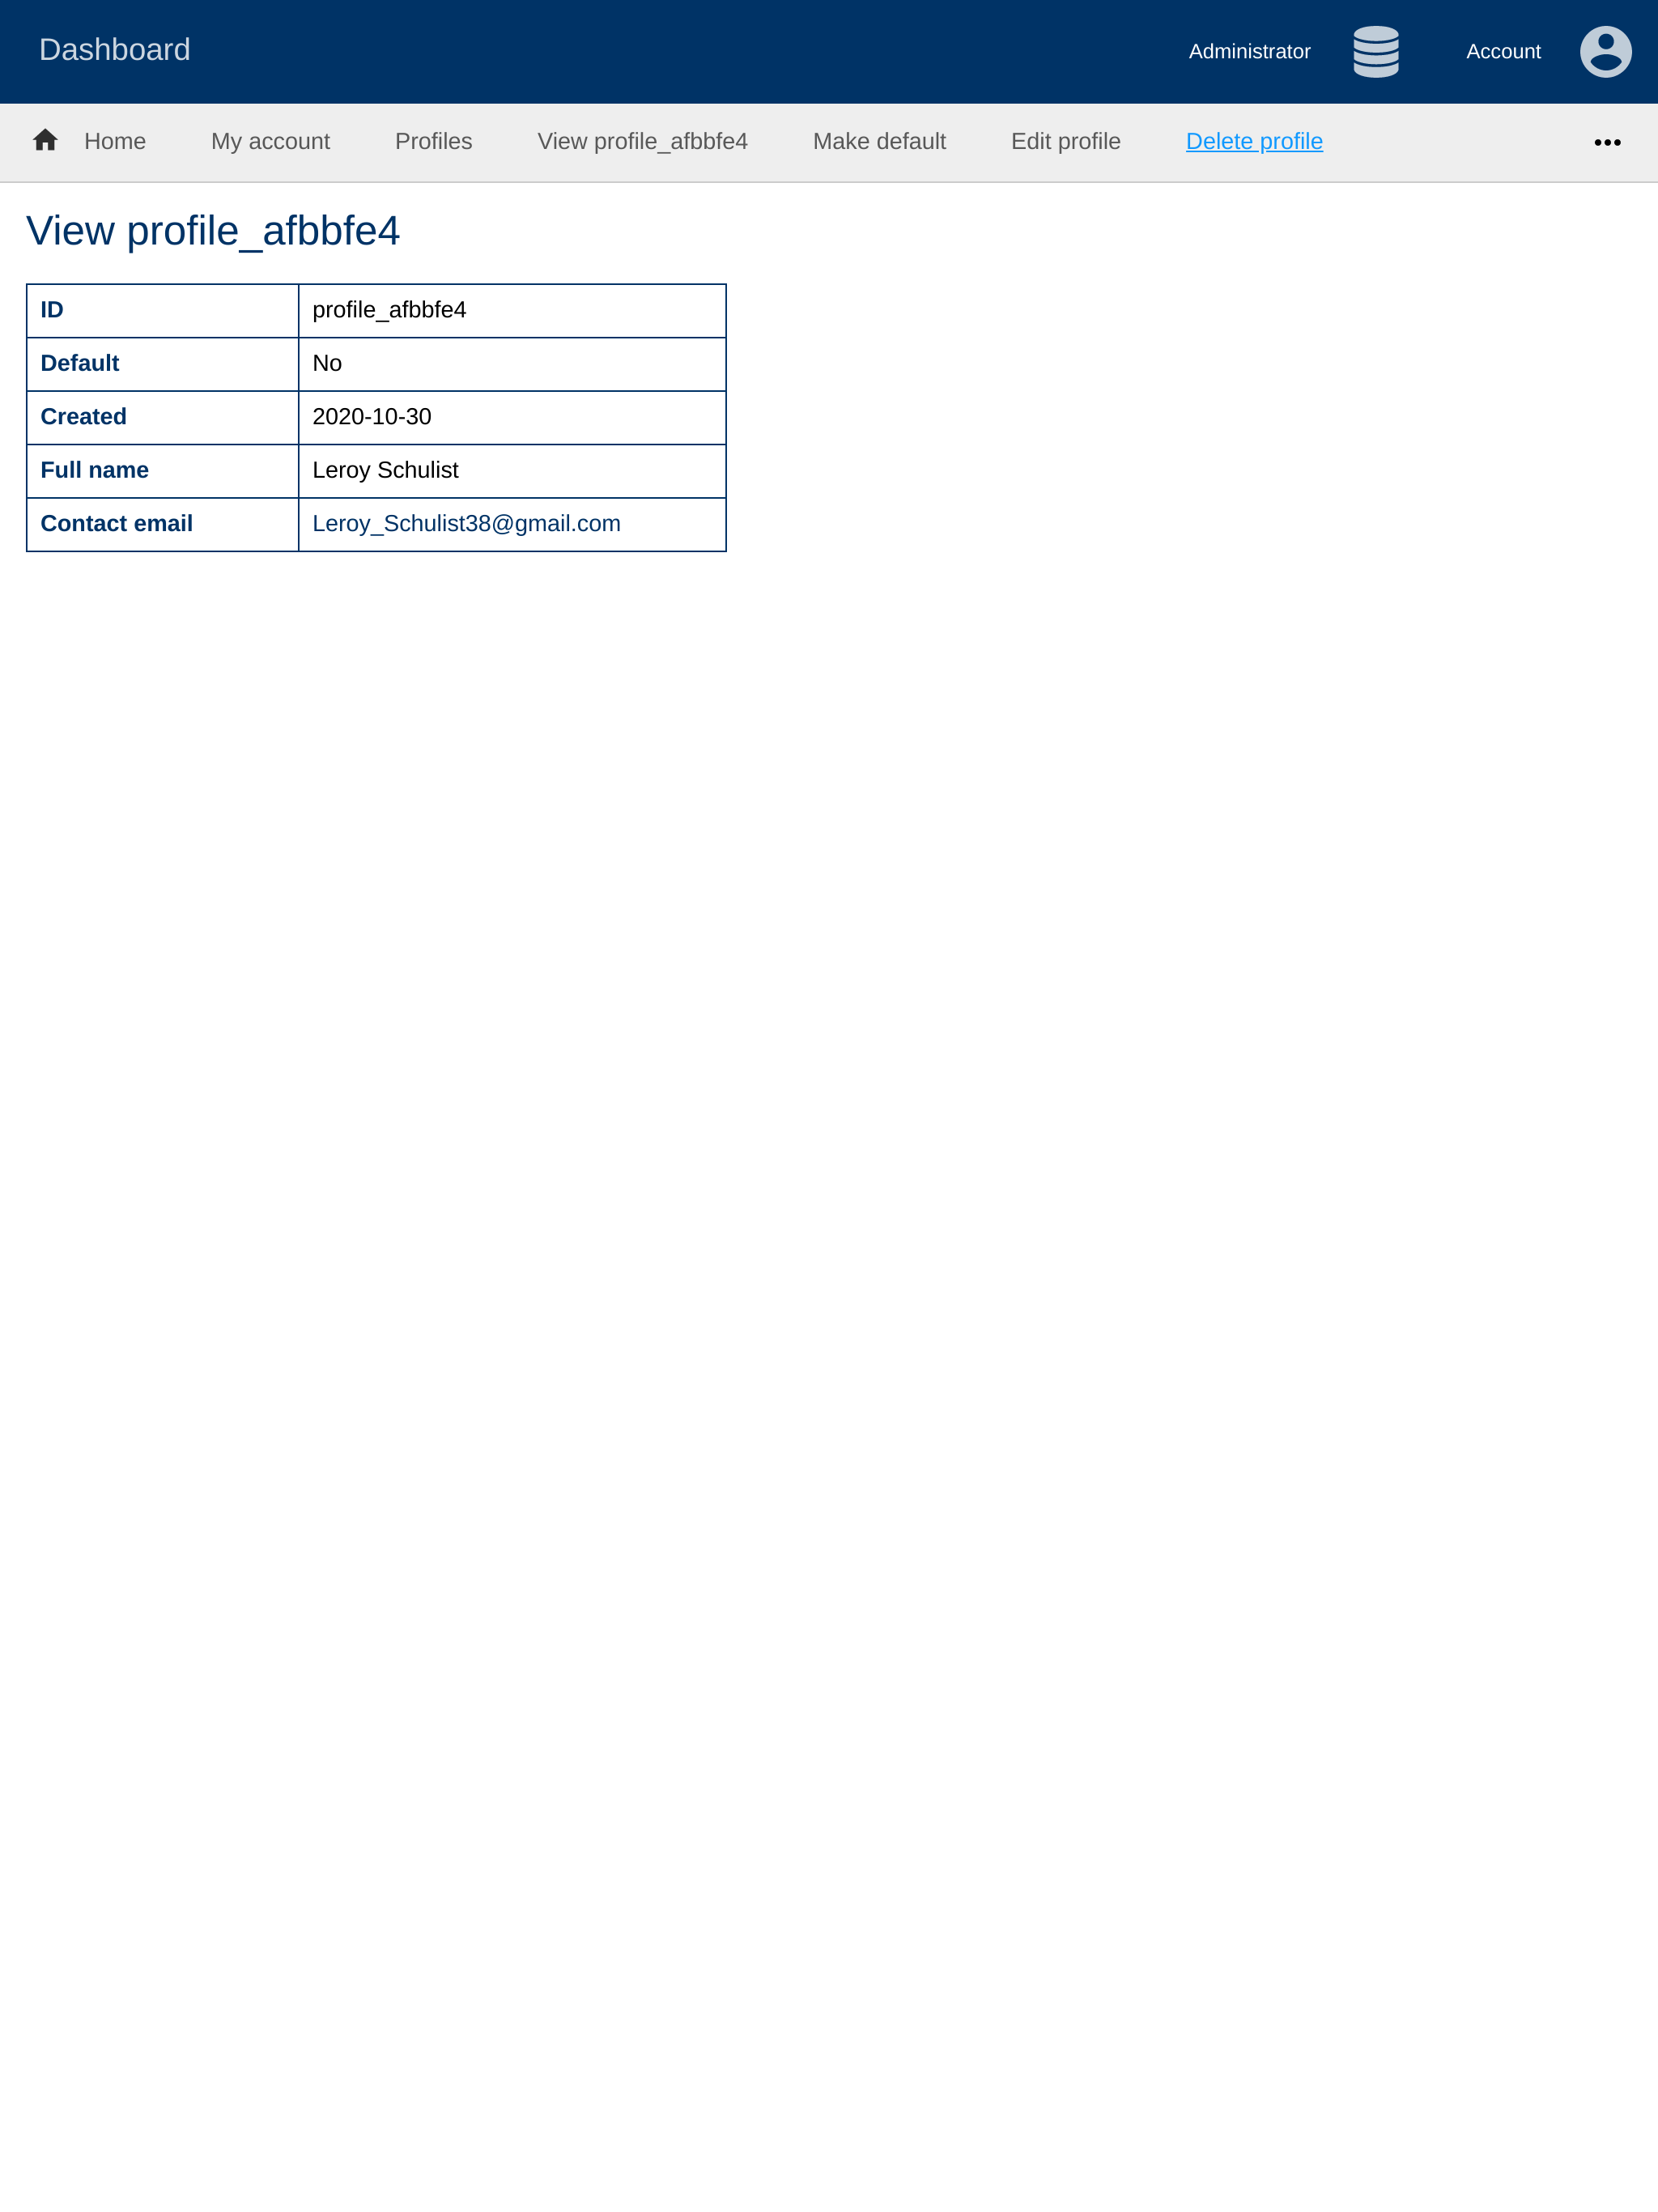 Dashboard Administrator Account
Home My account Profiles View profile_afbbfe4 Make default Edit profile Delete profile •••
View profile_afbbfe4
ID profile_afbbfe4
Default No
Created 2020-10-30
Full name Leroy Schulist
Contact email Leroy_Schulist38@gmail.com